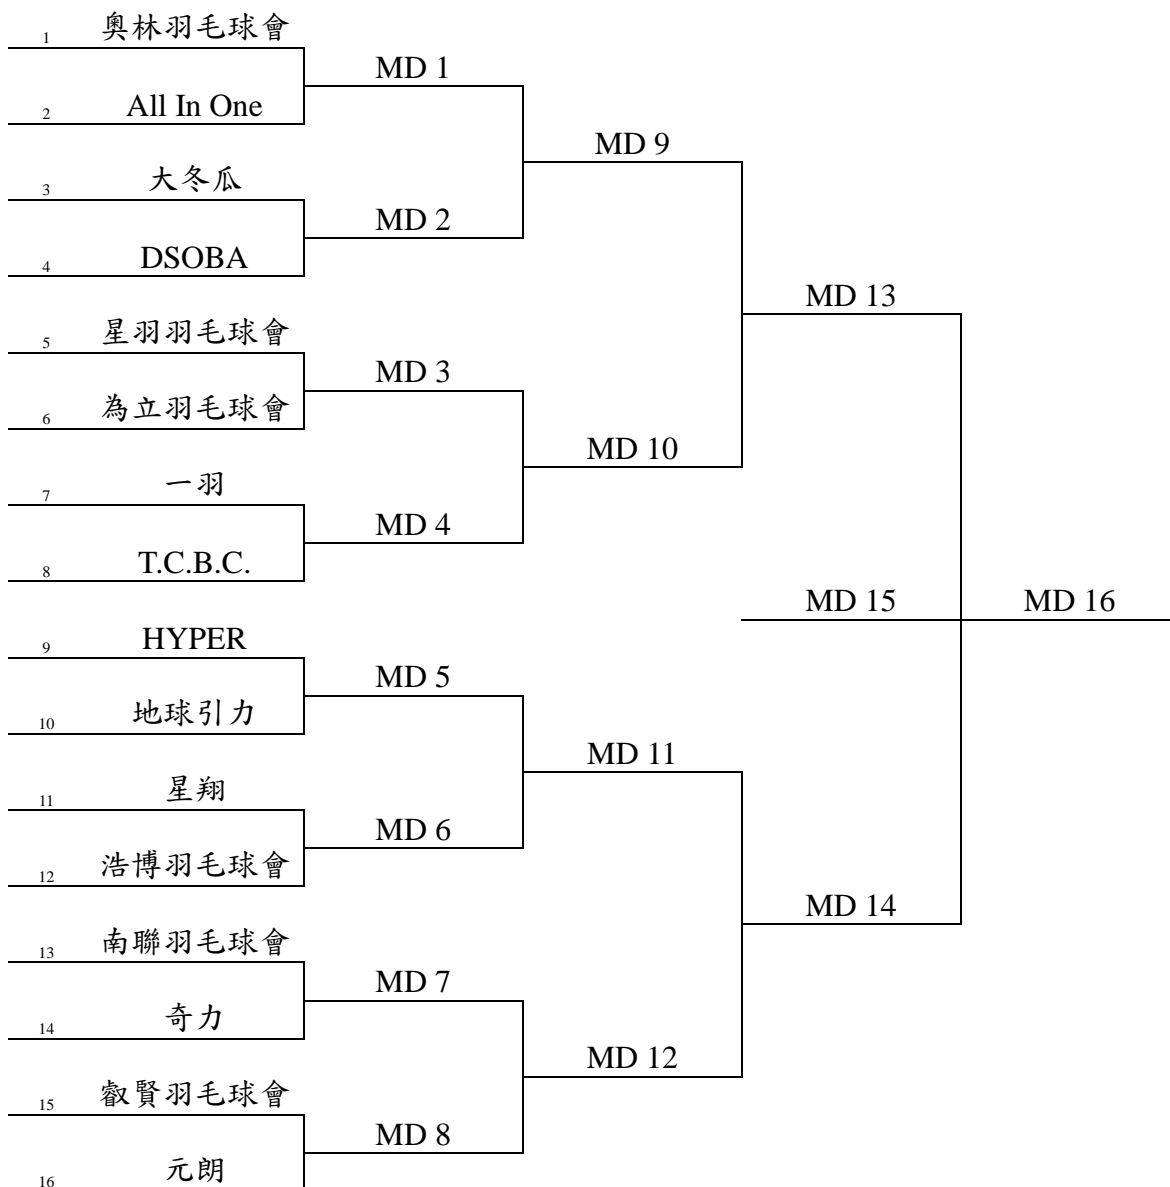 1 奧林羽毛球會
MD 1
2 All In One
MD 9
3 大冬瓜
MD 2
4 DSOBA
MD 13
5 星羽羽毛球會
MD 3
6 為立羽毛球會
MD 10
7 一羽
MD 4
8 T.C.B.C.
MD 15 MD 16
9 HYPER
MD 5
10 地球引力
MD 11
11 星翔
MD 6
12 浩博羽毛球會
MD 14
13 南聯羽毛球會
MD 7
14 奇力
MD 12
15 叡賢羽毛球會
MD 8
16 元朗